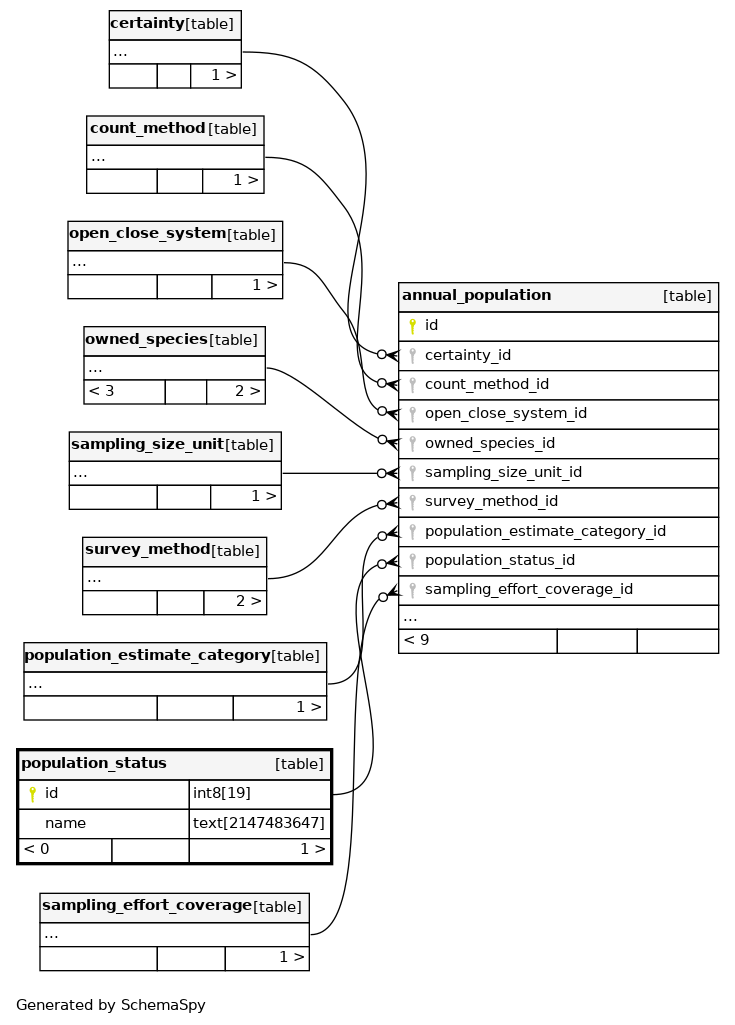 certainty [table]
...
1 >
count_method [table]
...
1 >
open_close_system [table]
...
1 >
owned_species [table]
...
< 3 2 >
sampling_size_unit [table]
...
1 >
survey_method [table]
...
2 >
population_estimate_category [table]
...
1 >
population_status [table]
id int8[19]
name text[2147483647]
< 0 1 >
sampling_effort_coverage [table]
...
1 >
annual_population [table]
id
certainty_id
count_method_id
open_close_system_id
owned_species_id
sampling_size_unit_id
survey_method_id
population_estimate_category_id
population_status_id
sampling_effort_coverage_id
...
< 9
Generated by SchemaSpy